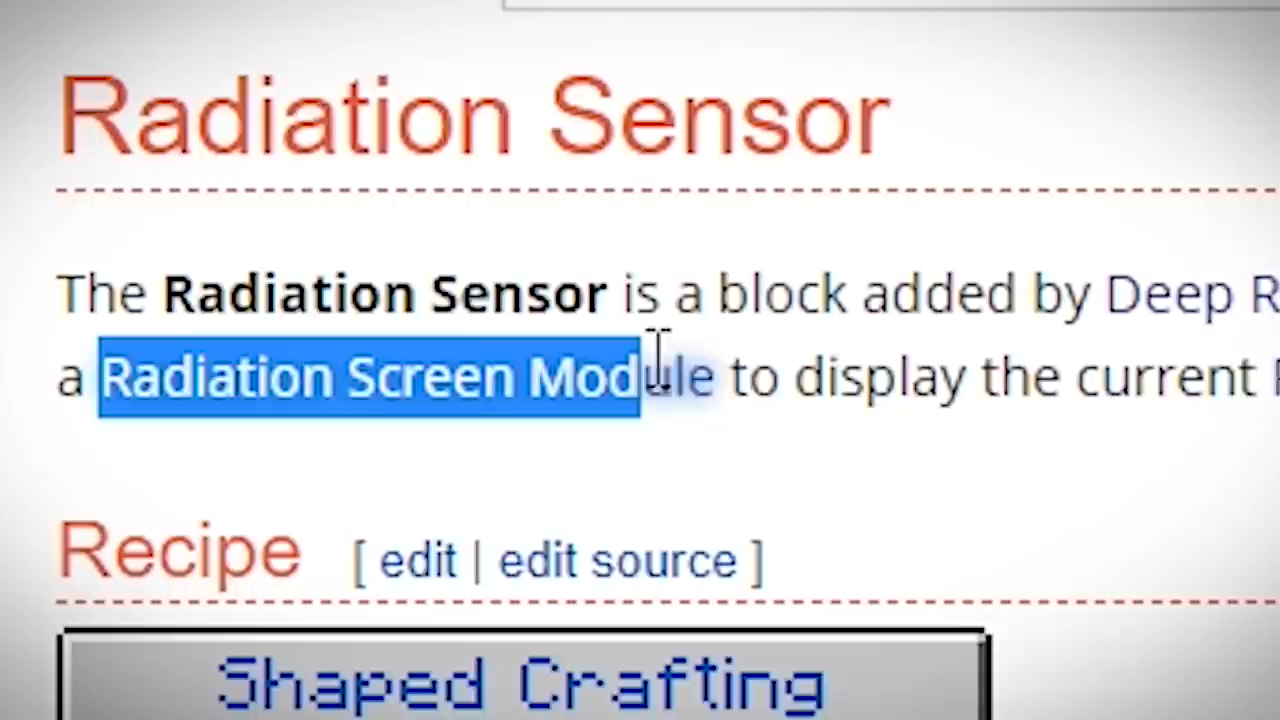 Radiation Sensor
The Radiation Sensor is a block added by Deep
a Radiation Screen Module to display the current
Recipe [ edit | edit source ]
Shaped Crafting